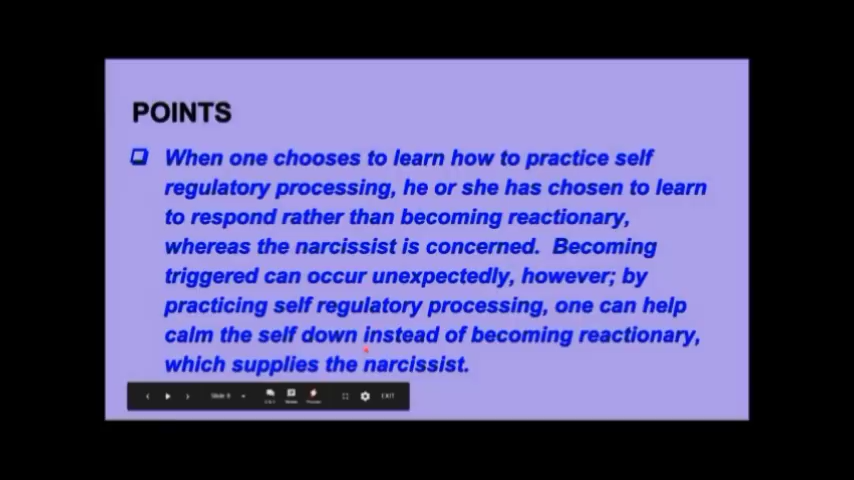 POINTS
When one chooses to learn how to practice self
regulatory processing, he or she has chosen to learn
to respond rather than becoming reactionary,
whereas the narcissist is concerned. Becoming
triggered can occur unexpectedly, however; by
practicing self regulatory processing, one can help
calm the self down instead of becoming reactionary,
which supplies the narcissist.
Slide 8 EXIT